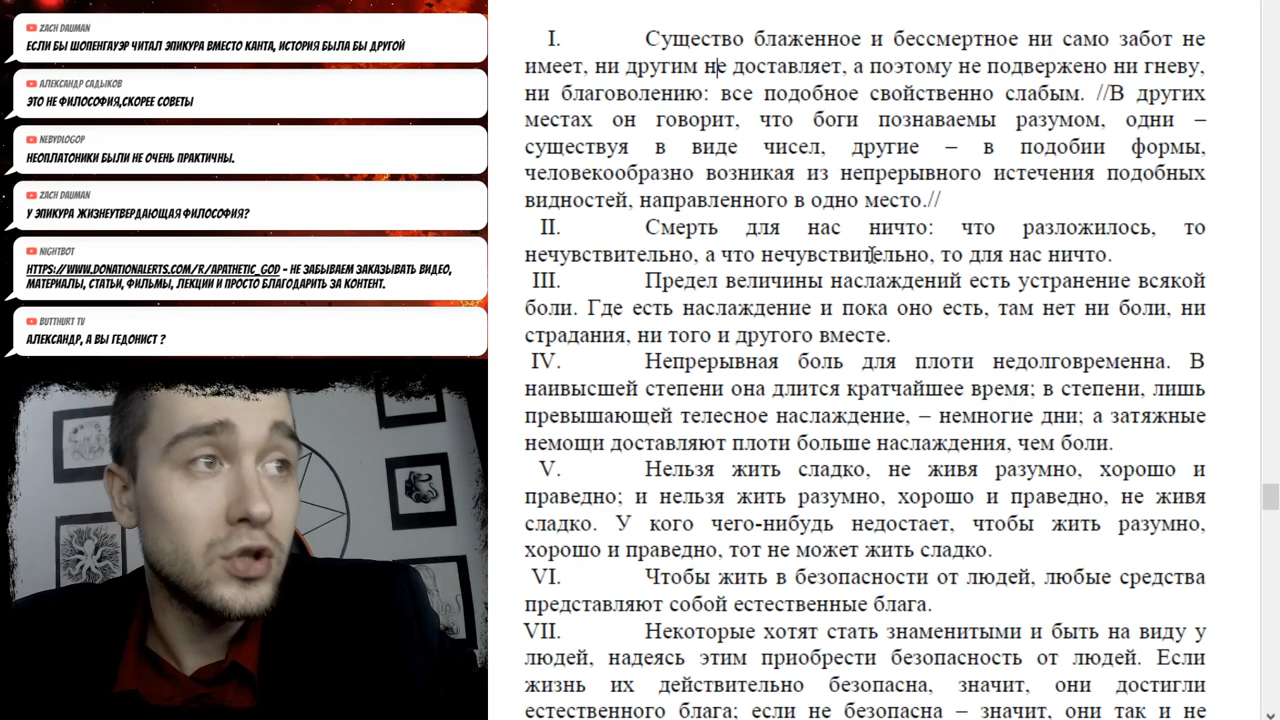 ZACH DAUMAN
ЕСЛИ БЫ ШОПЕНГАУЭР ЧИТАЛ ЭПИКУРА ВМЕСТО КАНТА, ИСТОРИЯ БЫЛА БЫ ДРУГОЙ
АЛЕКСАНДР САДЫКОВ
ЭТО НЕ ФИЛОСОФИЯ,СКОРЕЕ СОВЕТЫ
NEBYDLOGOP
НЕОПЛАТОНИКИ БЫЛИ НЕ ОЧЕНЬ ПРАКТИЧНЫ.
ZACH DAUMAN
У ЭПИКУРА ЖИЗНЕУТВЕРДАЮЩАЯ ФИЛОСОФИЯ?
NIGHTBOT
HTTPS://WWW.DONATIONALERTS.COM/R/APATHETIC_GOD - НЕ ЗАБЫВАЕМ ЗАКАЗЫВАТЬ ВИДЕО,
МАТЕРИАЛЫ, СТАТЬИ, ФИЛЬМЫ, ЛЕКЦИИ И ПРОСТО БЛАГОДАРИТЬ ЗА КОНТЕНТ.
BUTTHURT TV
АЛЕКСАНДР, А ВЫ ГЕДОНИСТ ?
I. Существо блаженное и бессмертное ни само забот не
имеет, ни другим не доставляет, а поэтому не подвержено ни гневу,
ни благоволению: все подобное свойственно слабым. //В других
местах он говорит, что боги познаваемы разумом, одни –
существуя в виде чисел, другие – в подобии формы,
человекообразно возникая из непрерывного истечения подобных
видностей, направленного в одно место.//
II. Смерть для нас ничто: что разложилось, то
нечувствительно, а что нечувствительно, то для нас ничто.
III. Предел величины наслаждений есть устранение всякой
боли. Где есть наслаждение и пока оно есть, там нет ни боли, ни
страдания, ни того и другого вместе.
IV. Непрерывная боль для плоти недолговременна. В
наивысшей степени она длится кратчайшее время; в степени, лишь
превышающей телесное наслаждение, – немногие дни; а затяжные
немощи доставляют плоти больше наслаждения, чем боли.
V. Нельзя жить сладко, не живя разумно, хорошо и
праведно; и нельзя жить разумно, хорошо и праведно, не живя
сладко. У кого чего-нибудь недостает, чтобы жить разумно,
хорошо и праведно, тот не может жить сладко.
VI. Чтобы жить в безопасности от людей, любые средства
представляют собой естественные блага.
VII. Некоторые хотят стать знаменитыми и быть на виду у
людей, надеясь этим приобрести безопасность от людей. Если
жизнь их действительно безопасна, значит, они достигли
естественного блага; если не безопасна – значит, они так и не